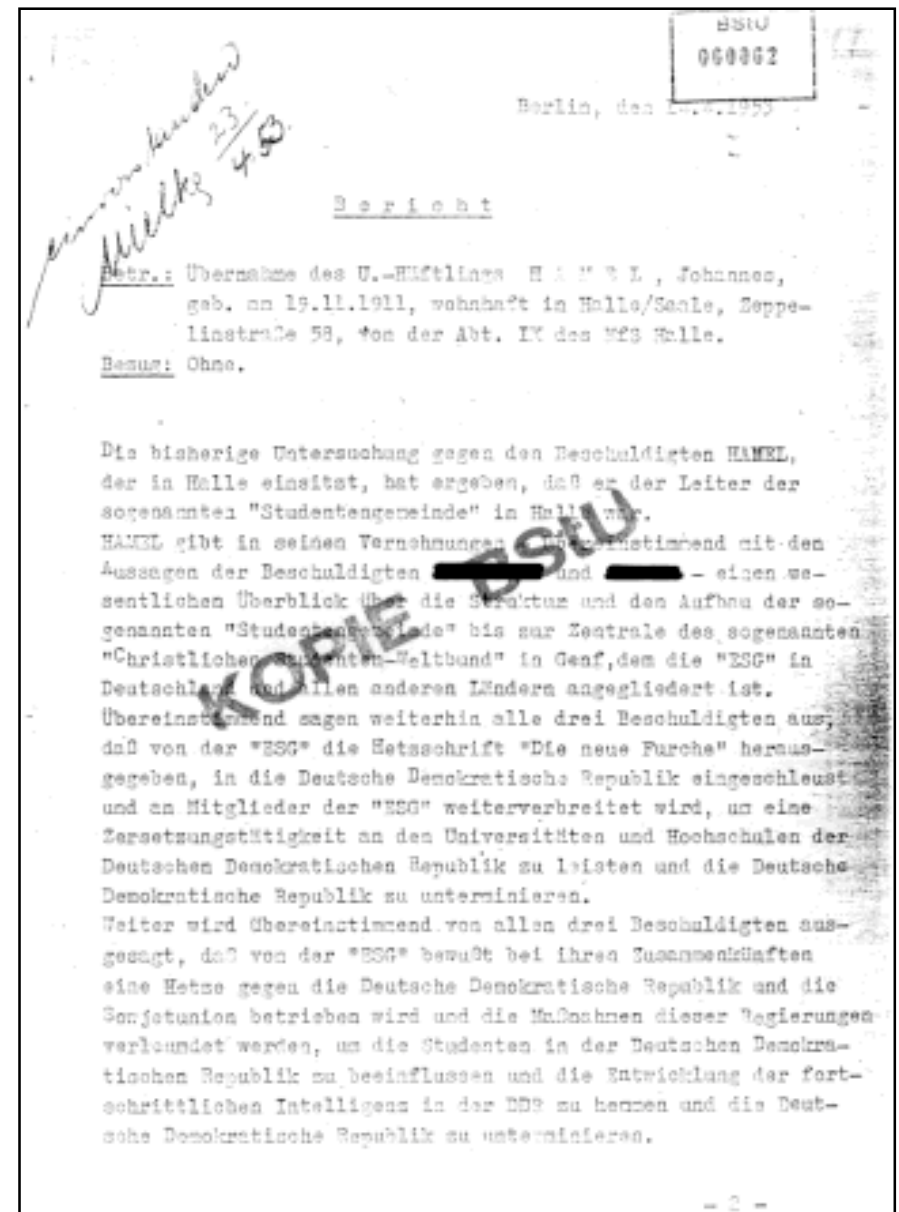 BStU
060062
einverstanden
Mielke 23/4.53.
Berlin, den .4.1953
Bericht
Betr.: Übernahme des U.-Häftlings H A M E L , Johannes,
geb. am 19.11.1911, wohnhaft in Halle/Saale, Zeppe-
linstraße 58, von der Abt. IX des MfS Halle.
Bezug: Ohne.
Die bisherige Untersuchung gegen den Beschuldigten HAMEL,
der in Halle einsitzt, hat ergeben, daß er der Leiter der
sogenannten "Studentengemeinde" in Halle war.
HAMEL gibt in seinen Vernehmungen - übereinstimmend mit den
Aussagen der Beschuldigten und - einen we-
sentlichen Überblick über die Struktur und den Aufbau der so-
genannten "Studentengemeinde" bis zur Zentrale des sogenannten
"Christlichen Studenten-Weltbund" in Genf,dem die "ESG" in
Deutschland und allen anderen Ländern angegliedert ist.
Übereinstimmend sagen weiterhin alle drei Beschuldigten aus,
daß von der "ESG" die Hetzschrift "Die neue Furche" heraus-
gegeben, in die Deutsche Demokratische Republik eingeschleust
und an Mitglieder der "ESG" weiterverbreitet wird, um eine
Zersetzungstätigkeit an den Universitäten und Hochschulen der
Deutschen Demokratischen Republik zu leisten und die Deutsche
Demokratische Republik zu unterminieren.
Weiter wird übereinstimmend von allen drei Beschuldigten aus-
gesagt, daß von der "ESG" bewußt bei ihren Zusammenkünften
eine Hetze gegen die Deutsche Demokratische Republik und die
Sowjetunion betrieben wird und die Maßnahmen dieser Regierungen
verleumdet werden, um die Studenten in der Deutschen Demokra-
tischen Republik zu beeinflussen und die Entwicklung der fort-
schrittlichen Intelligenz in der DDR zu hemmen und die Deut-
sche Demokratische Republik zu unterminieren.
KOPIE BStU
- 2 -